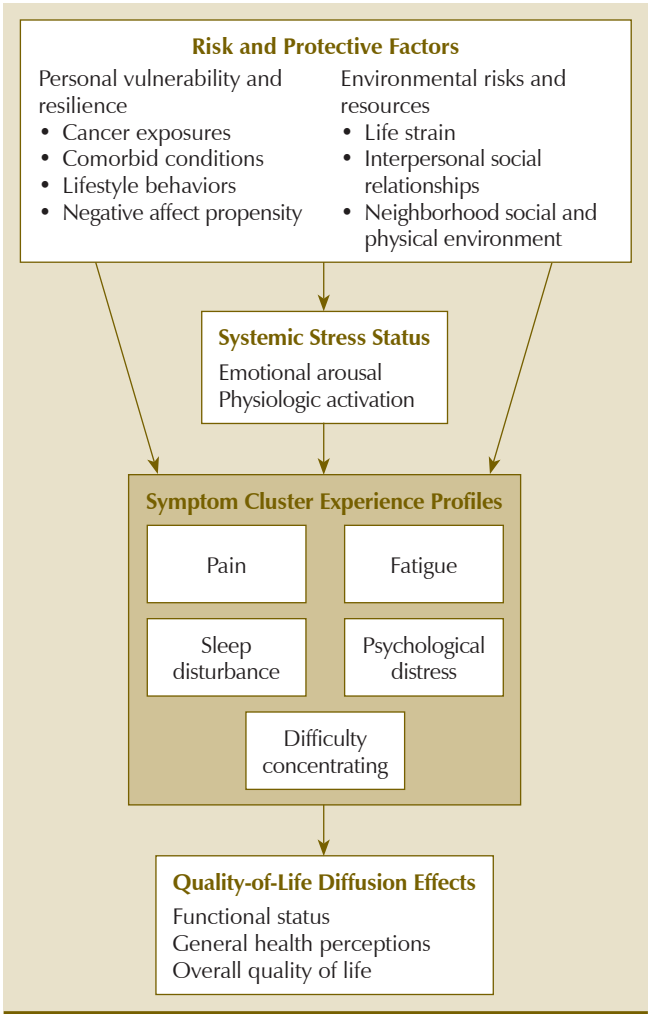 Risk and Protective Factors
Personal vulnerability and
resilience
• Cancer exposures
• Comorbid conditions
• Lifestyle behaviors
• Negative affect propensity
Environmental risks and
resources
• Life strain
• Interpersonal social
relationships
• Neighborhood social and
physical environment
Systemic Stress Status
Emotional arousal
Physiologic activation
Symptom Cluster Experience Profiles
Pain
Fatigue
Sleep
disturbance
Psychological
distress
Difficulty
concentrating
Quality-of-Life Diffusion Effects
Functional status
General health perceptions
Overall quality of life